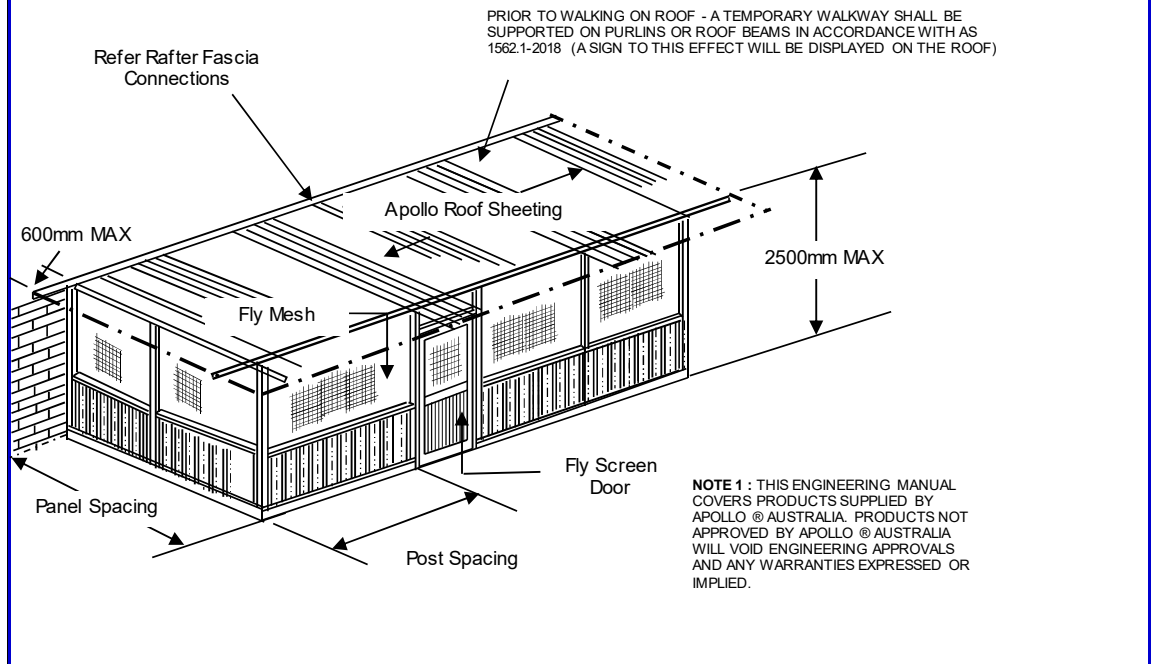 PRIOR TO WALKING ON ROOF - A TEMPORARY WALKWAY SHALL BE
SUPPORTED ON PURLINS OR ROOF BEAMS IN ACCORDANCE WITH AS
1562.1-2018 (A SIGN TO THIS EFFECT WILL BE DISPLAYED ON THE ROOF)
Refer Rafter Fascia
Connections
Apollo Roof Sheeting
600mm MAX
2500mm MAX
Fly Mesh
Fly Screen
Door
Panel Spacing
Post Spacing
NOTE 1 : THIS ENGINEERING MANUAL
COVERS PRODUCTS SUPPLIED BY
APOLLO ® AUSTRALIA. PRODUCTS NOT
APPROVED BY APOLLO ® AUSTRALIA
WILL VOID ENGINEERING APPROVALS
AND ANY WARRANTIES EXPRESSED OR
IMPLIED.